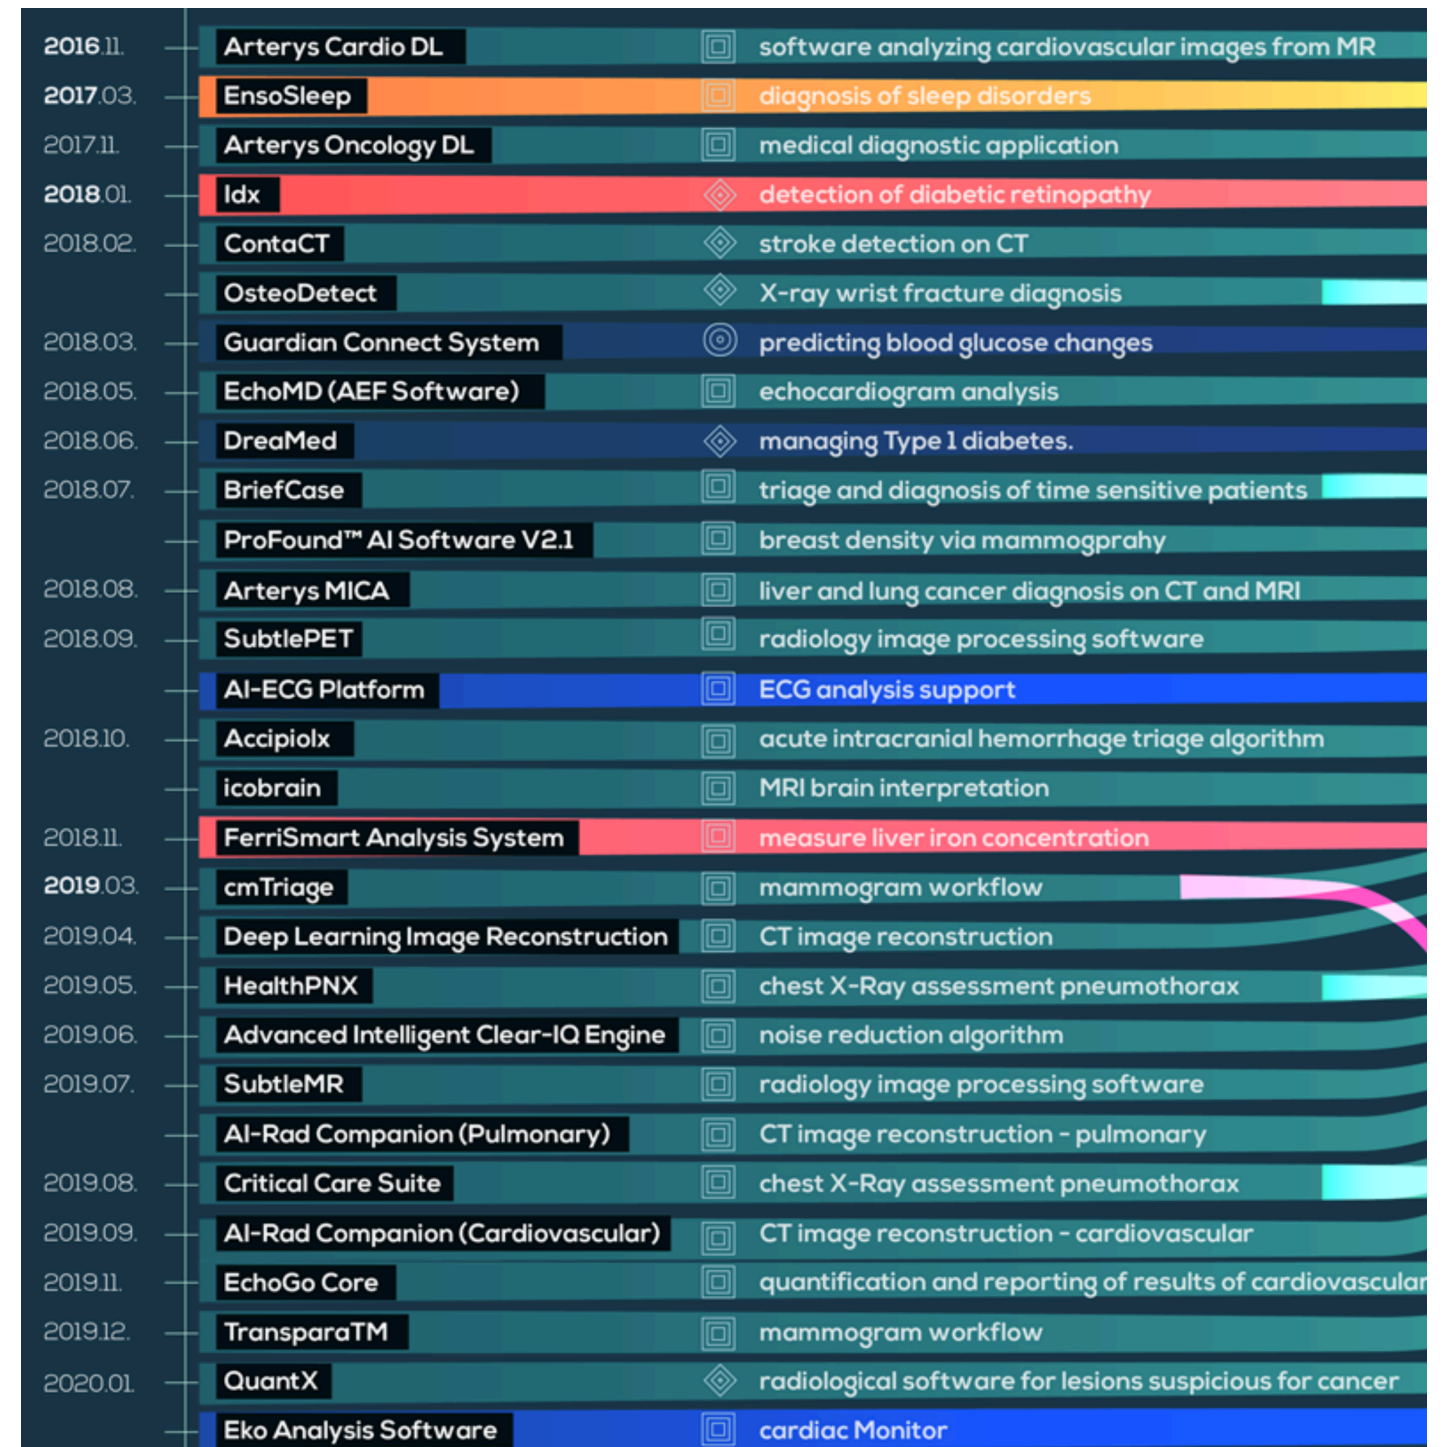 2016.11. Arterys Cardio DL software analyzing cardiovascular images from MR
2017.03. EnsoSleep diagnosis of sleep disorders
2017.11. Arterys Oncology DL medical diagnostic application
2018.01. Idx detection of diabetic retinopathy
2018.02. ContaCT stroke detection on CT
OsteoDetect X-ray wrist fracture diagnosis
2018.03. Guardian Connect System predicting blood glucose changes
2018.05. EchoMD (AEF Software) echocardiogram analysis
2018.06. DreaMed managing Type 1 diabetes.
2018.07. BriefCase triage and diagnosis of time sensitive patients
ProFound™ AI Software V2.1 breast density via mammogprahy
2018.08. Arterys MICA liver and lung cancer diagnosis on CT and MRI
2018.09. SubtlePET radiology image processing software
AI-ECG Platform ECG analysis support
2018.10. Accipiolx acute intracranial hemorrhage triage algorithm
icobrain MRI brain interpretation
2018.11. FerriSmart Analysis System measure liver iron concentration
2019.03. cmTriage mammogram workflow
2019.04. Deep Learning Image Reconstruction CT image reconstruction
2019.05. HealthPNX chest X-Ray assessment pneumothorax
2019.06. Advanced Intelligent Clear-IQ Engine noise reduction algorithm
2019.07. SubtleMR radiology image processing software
AI-Rad Companion (Pulmonary) CT image reconstruction - pulmonary
2019.08. Critical Care Suite chest X-Ray assessment pneumothorax
2019.09. AI-Rad Companion (Cardiovascular) CT image reconstruction - cardiovascular
2019.11. EchoGo Core quantification and reporting of results of cardiovascular
2019.12. TransparaTM mammogram workflow
2020.01. QuantX radiological software for lesions suspicious for cancer
Eko Analysis Software cardiac Monitor